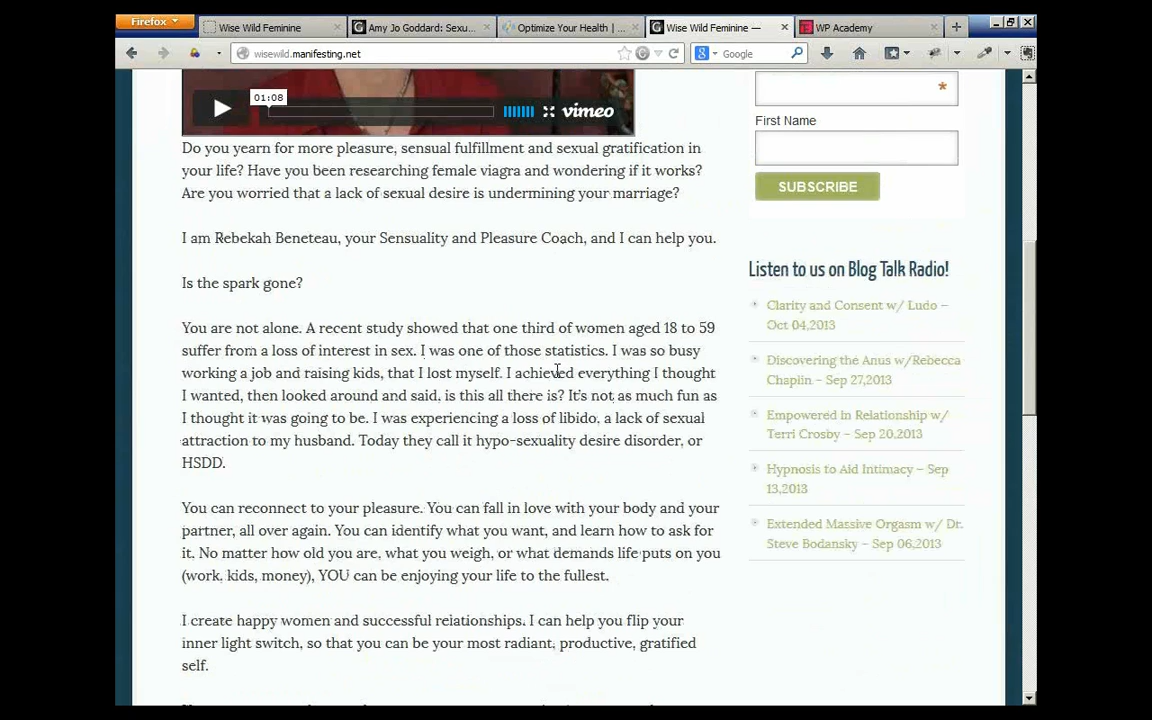 Firefox
Wise Wild Feminine
Amy Jo Goddard: Sexu...
Optimize Your Health | ...
Wise Wild Feminine —
WP Academy
wisewild.manifesting.net
Google
01:08
vimeo
Do you yearn for more pleasure, sensual fulfillment and sexual gratification in
your life? Have you been researching female viagra and wondering if it works?
Are you worried that a lack of sexual desire is undermining your marriage?
I am Rebekah Beneteau, your Sensuality and Pleasure Coach, and I can help you.
Is the spark gone?
You are not alone. A recent study showed that one third of women aged 18 to 59
suffer from a loss of interest in sex. I was one of those statistics. I was so busy
working a job and raising kids, that I lost myself. I achieved everything I thought
I wanted, then looked around and said, is this all there is? It's not as much fun as
I thought it was going to be. I was experiencing a loss of libido, a lack of sexual
attraction to my husband. Today they call it hypo-sexuality desire disorder, or
HSDD.
You can reconnect to your pleasure. You can fall in love with your body and your
partner, all over again. You can identify what you want, and learn how to ask for
it. No matter how old you are, what you weigh, or what demands life puts on you
(work, kids, money), YOU can be enjoying your life to the fullest.
I create happy women and successful relationships. I can help you flip your
inner light switch, so that you can be your most radiant, productive, gratified
self.
*
First Name
SUBSCRIBE
Listen to us on Blog Talk Radio!
Clarity and Consent w/ Ludo –
Oct 04,2013
Discovering the Anus w/Rebecca
Chaplin – Sep 27,2013
Empowered in Relationship w/
Terri Crosby – Sep 20,2013
Hypnosis to Aid Intimacy – Sep
13,2013
Extended Massive Orgasm w/ Dr.
Steve Bodansky – Sep 06,2013